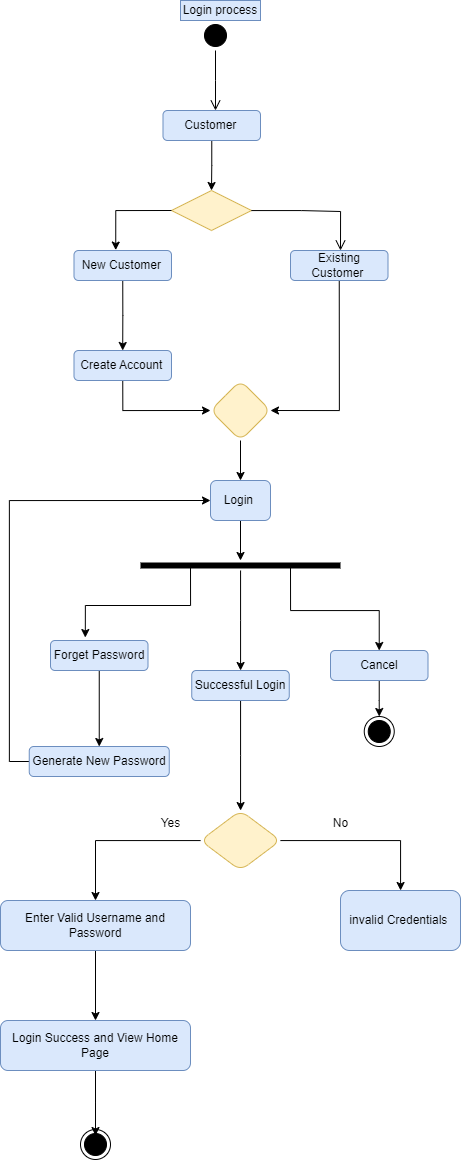 Login process
Customer
New Customer
Existing
Customer
Create Account
Login
Forget Password
Successful Login
Cancel
Generate New Password
Yes
No
Enter Valid Username and
Password
invalid Credentials
Login Success and View Home
Page